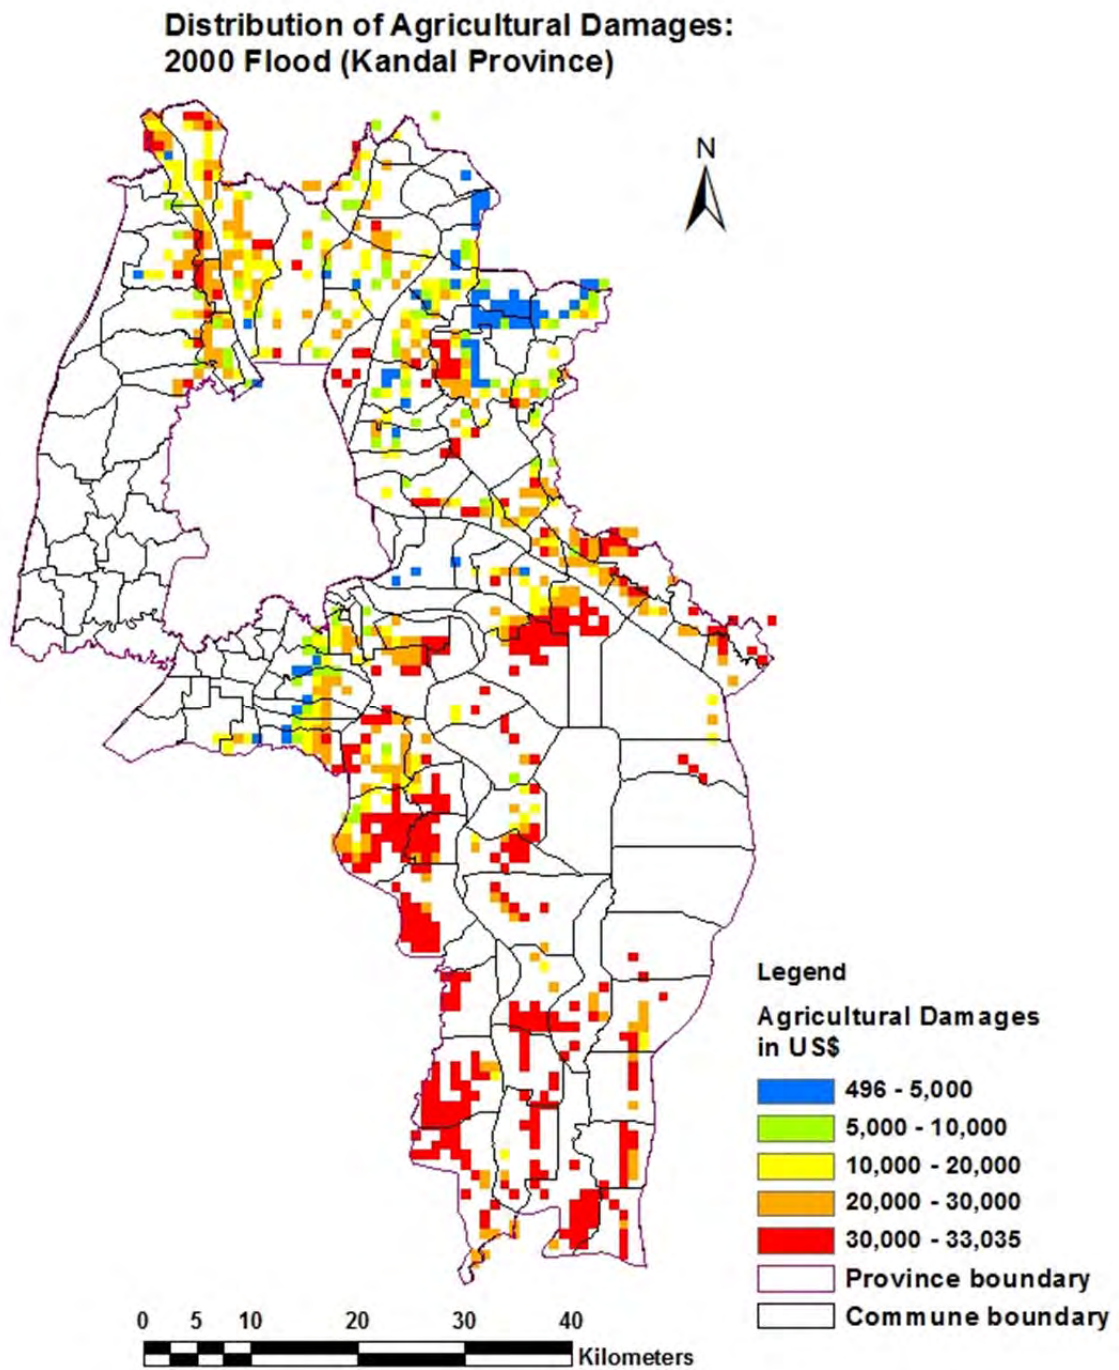 Distribution of Agricultural Damages:
2000 Flood (Kandal Province)
N
Legend
Agricultural Damages
in US$
496 - 5,000
5,000 - 10,000
10,000 - 20,000
20,000 - 30,000
30,000 - 33,035
Province boundary
Commune boundary
0 5 10 20 30 40
Kilometers